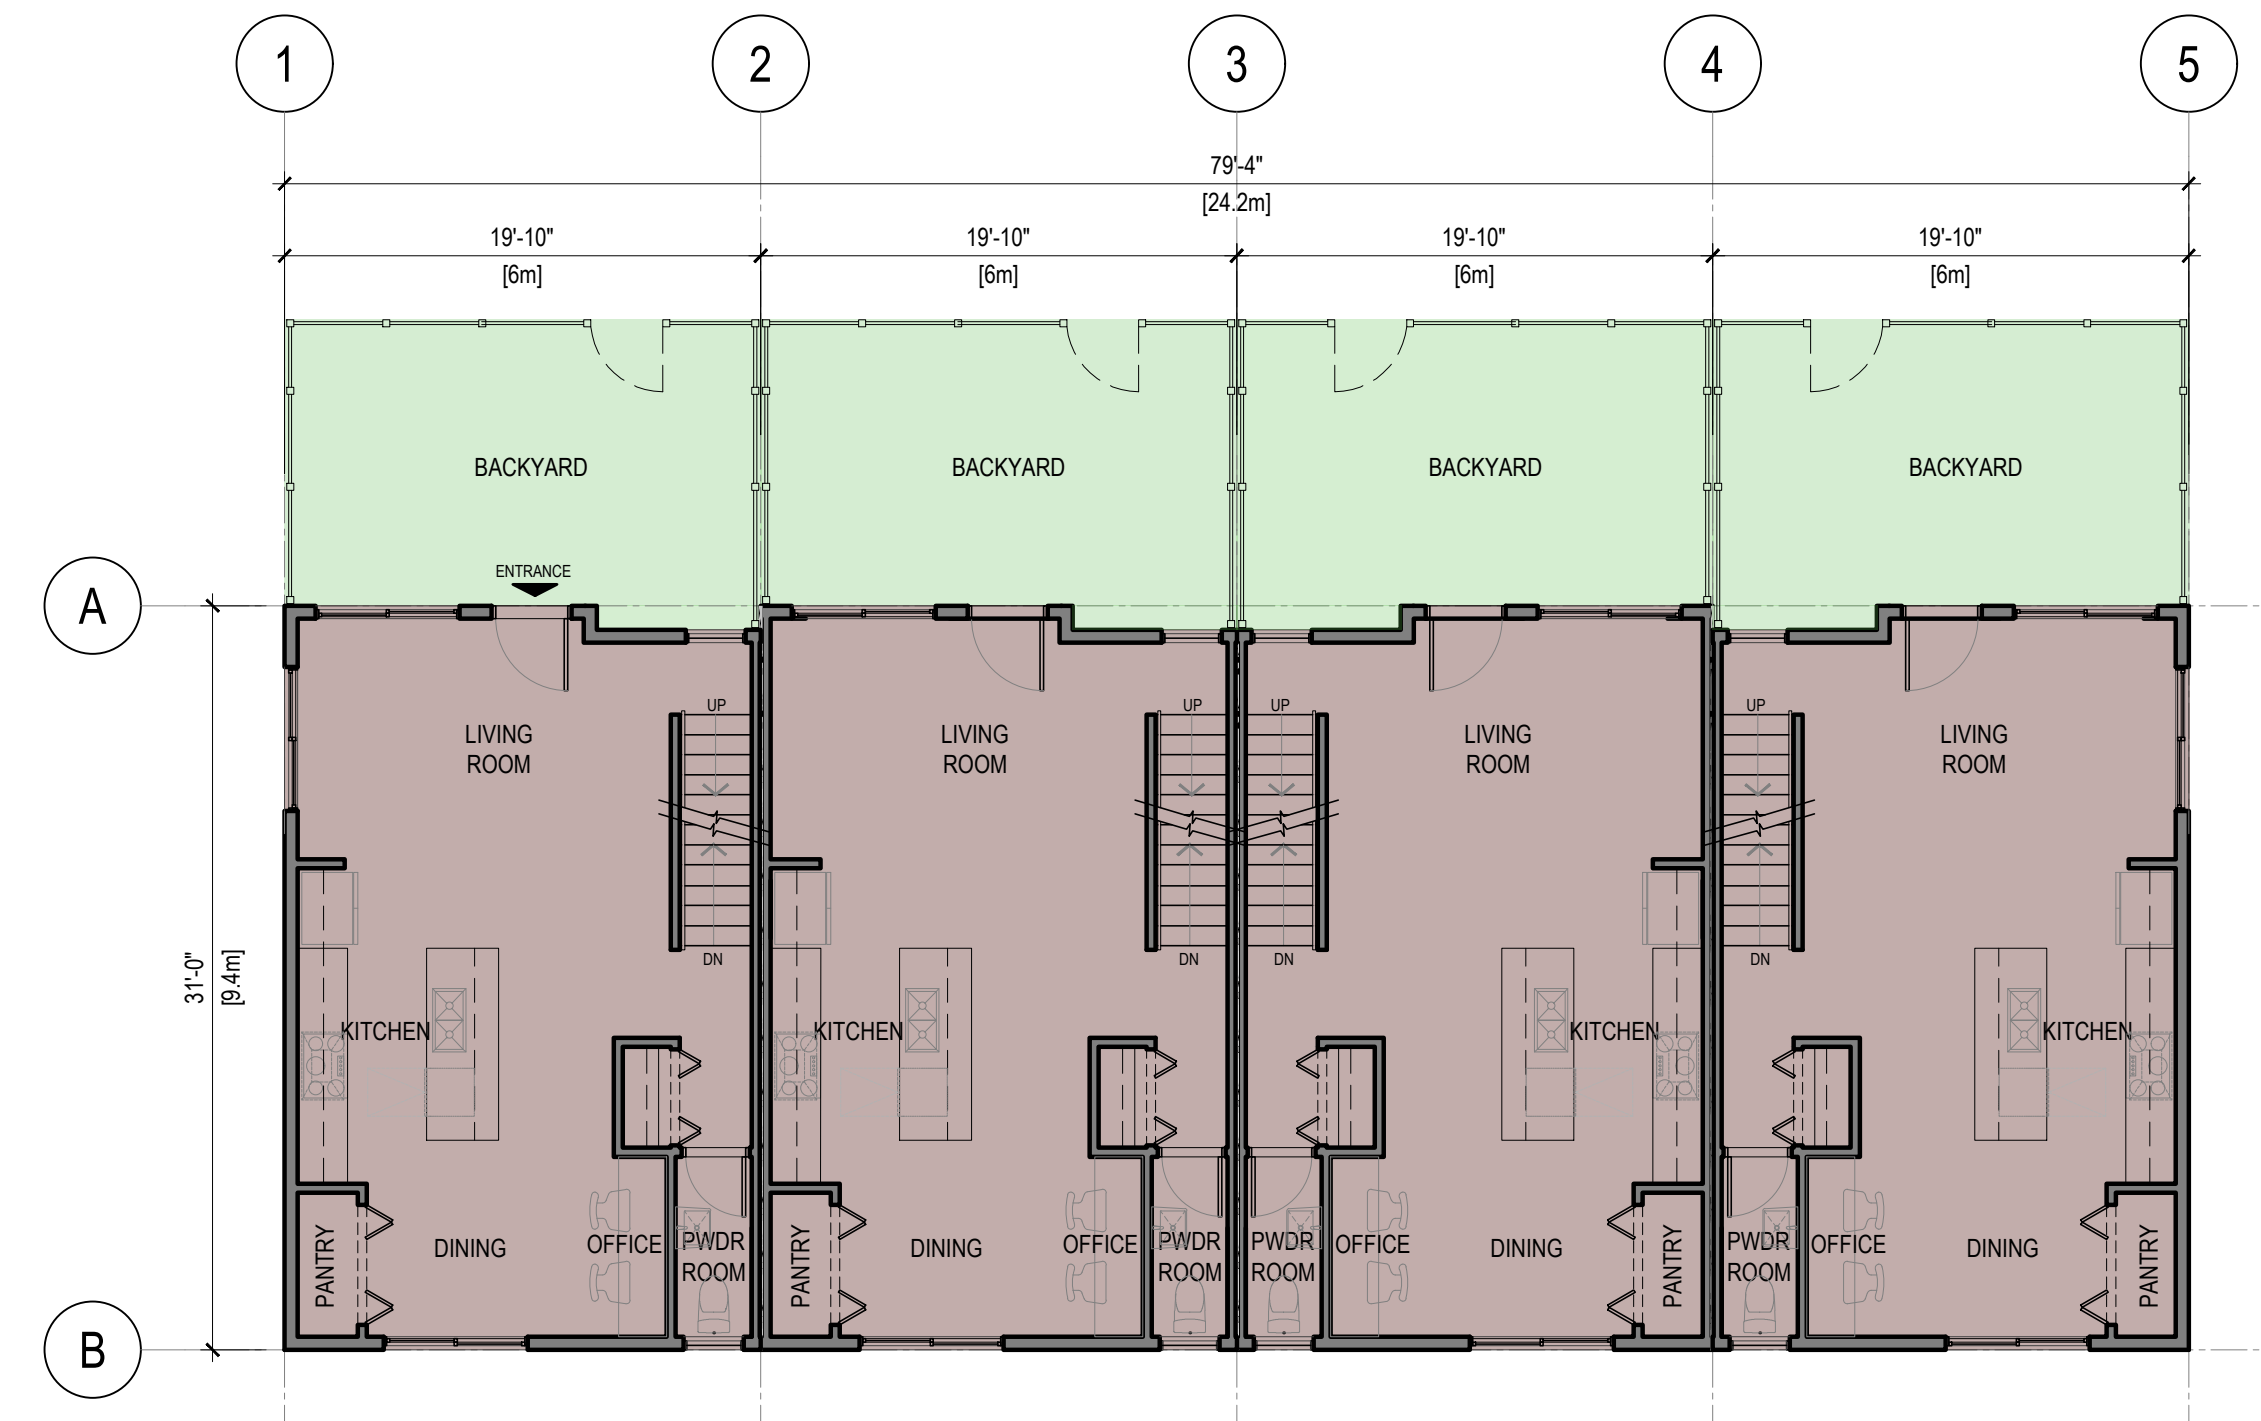 1 2 3 4 5
79'-4"
[24.2m]
19'-10" 19'-10" 19'-10" 19'-10"
[6m] [6m] [6m] [6m]
BACKYARD BACKYARD BACKYARD BACKYARD
ENTRANCE
A
UP UP UP UP
LIVING LIVING LIVING LIVING
ROOM ROOM ROOM ROOM
DN DN DN DN
31'-0"
[9.4m]
KITCHEN KITCHEN KITCHEN KITCHEN
PANTRY DINING OFFICE PWDR PANTRY DINING OFFICE PWDR PWDR OFFICE DINING PANTRY PWDR OFFICE DINING PANTRY
ROOM ROOM ROOM ROOM
B